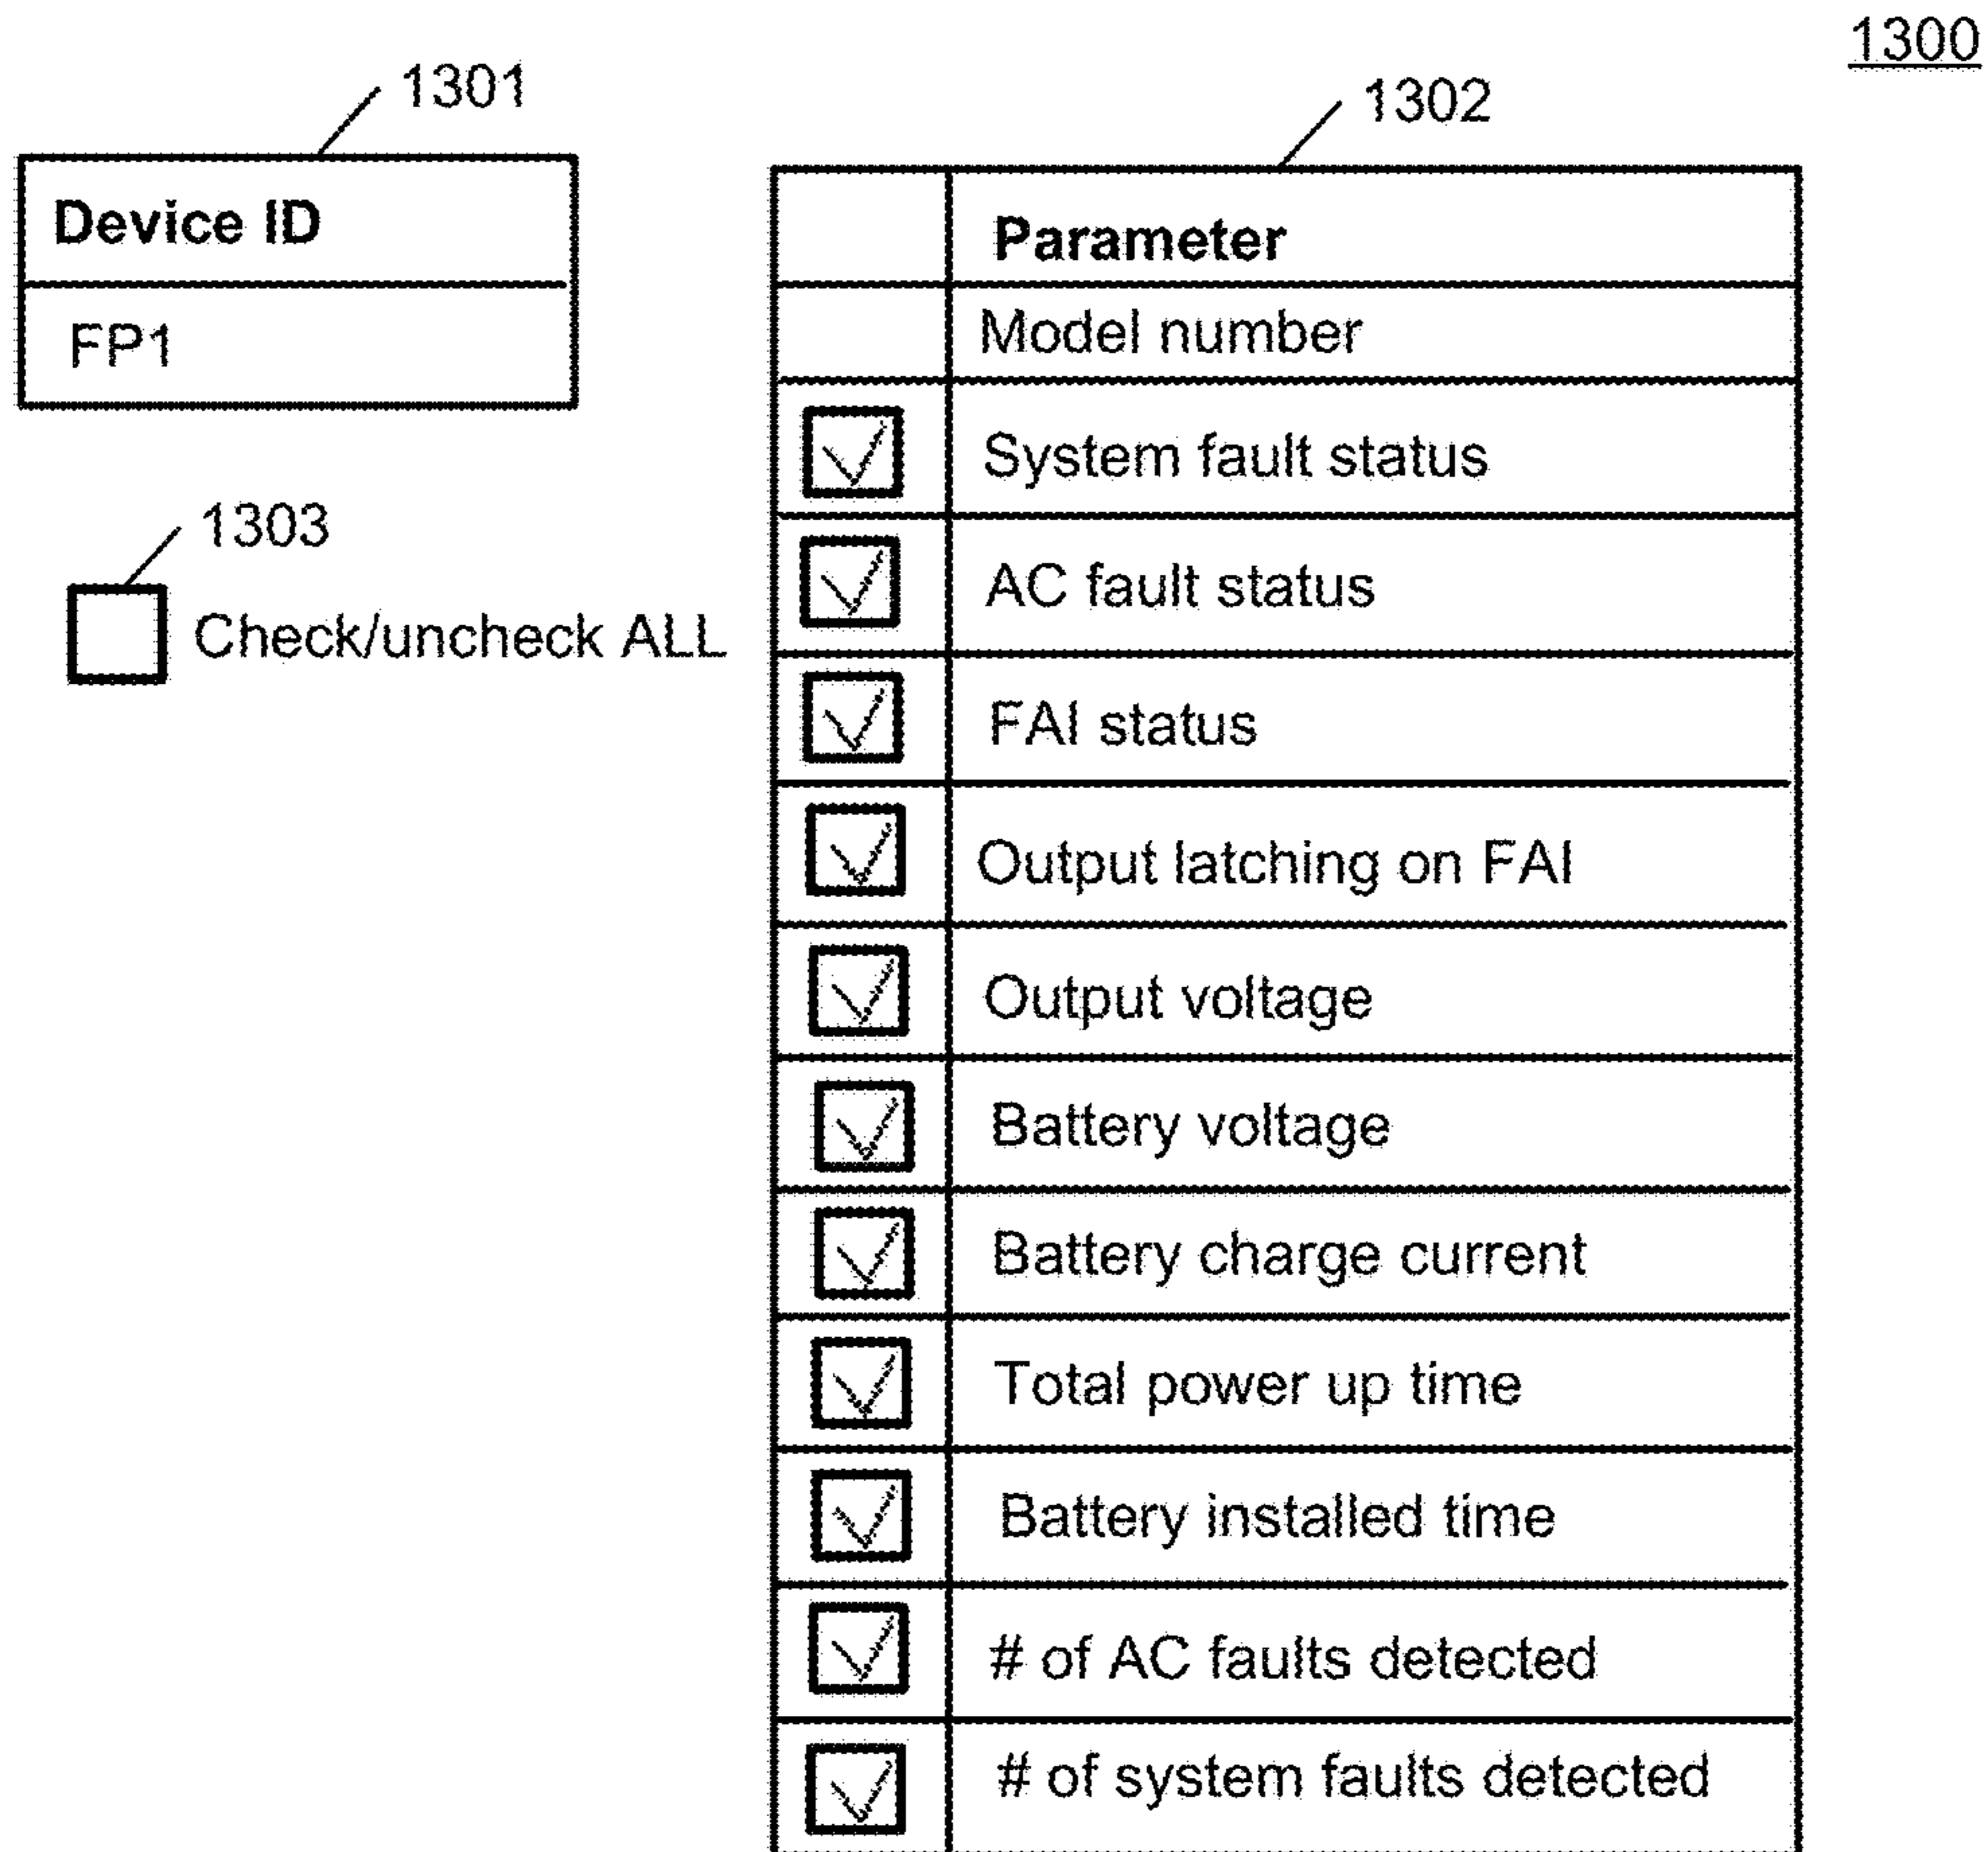 1300
1301
Device ID
FP1
1303
Check/uncheck ALL
1302
Parameter
Model number
System fault status
AC fault status
FAI status
Output latching on FAI
Output voltage
Battery voltage
Battery charge current
Total power up time
Battery installed time
# of AC faults detected
# of system faults detected